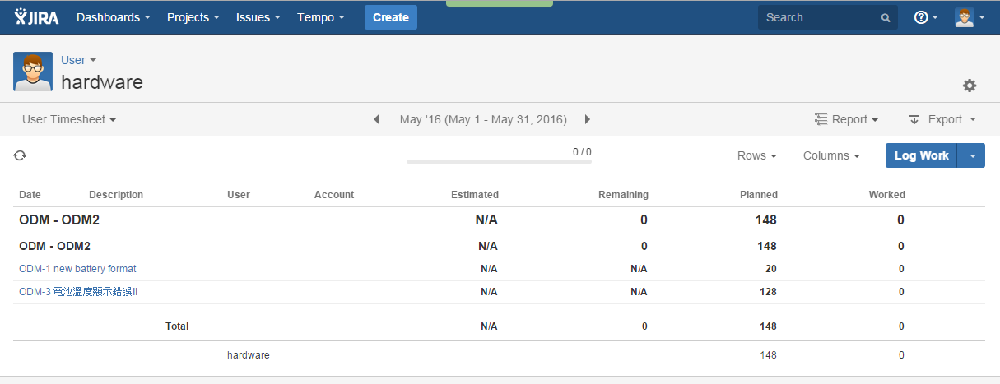 JIRA Dashboards Projects Issues Tempo Create Search
User
hardware
User Timesheet May '16 (May 1 - May 31, 2016) Report Export
0 / 0 Rows Columns Log Work
Date Description User Account Estimated Remaining Planned Worked
ODM - ODM2 N/A 0 148 0
ODM - ODM2 N/A 0 148 0
ODM-1 new battery format N/A N/A 20 0
ODM-3 電池溫度顯示錯誤!! N/A N/A 128 0
Total N/A 0 148 0
hardware 148 0